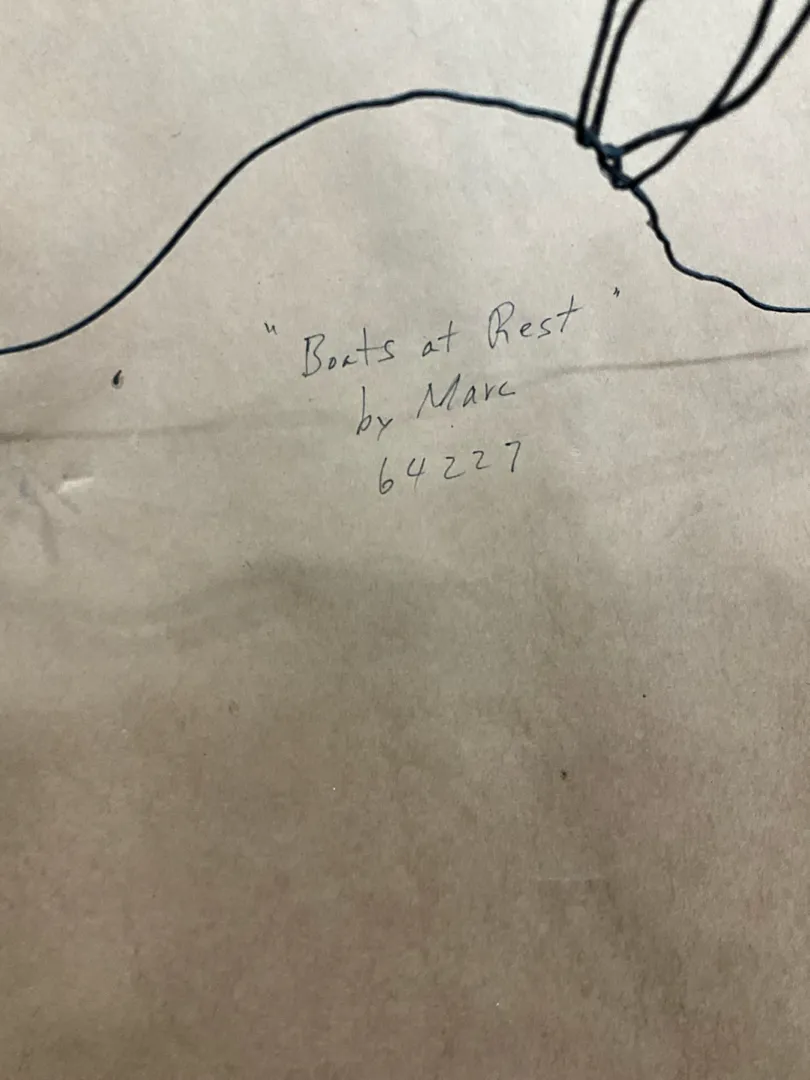 "Boats at Rest"
by Marc
64227